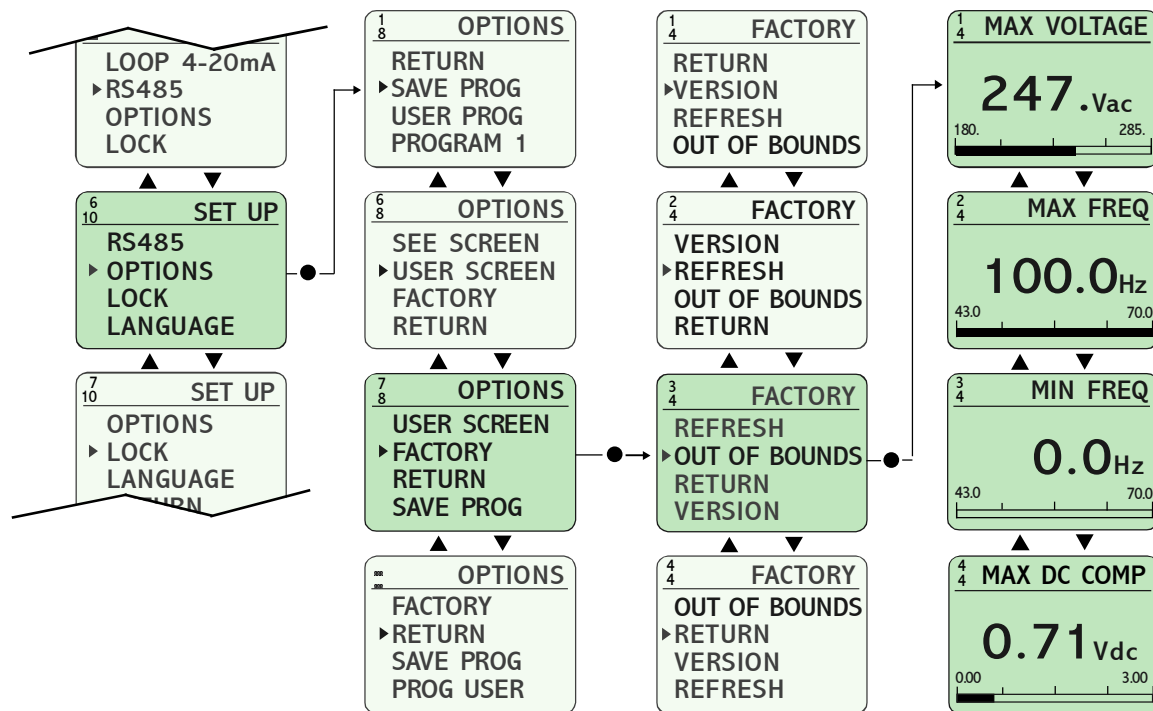 LOOP 4-20mA
RS485
OPTIONS
LOCK
6
10
SET UP
RS485
OPTIONS
LOCK
LANGUAGE
7
10
SET UP
OPTIONS
LOCK
LANGUAGE
1
8
OPTIONS
RETURN
SAVE PROG
USER PROG
PROGRAM 1
6
8
OPTIONS
SEE SCREEN
USER SCREEN
FACTORY
RETURN
7
8
OPTIONS
USER SCREEN
FACTORY
RETURN
SAVE PROG
OPTIONS
FACTORY
RETURN
SAVE PROG
PROG USER
1
4
FACTORY
RETURN
VERSION
REFRESH
OUT OF BOUNDS
2
4
FACTORY
VERSION
REFRESH
OUT OF BOUNDS
RETURN
3
4
FACTORY
REFRESH
OUT OF BOUNDS
RETURN
VERSION
4
4
FACTORY
OUT OF BOUNDS
RETURN
VERSION
REFRESH
1
4
MAX VOLTAGE
247.Vac
180. 285.
2
4
MAX FREQ
100.0Hz
43.0 70.0
3
4
MIN FREQ
0.0Hz
43.0 70.0
4
4
MAX DC COMP
0.71Vdc
0.00 3.00